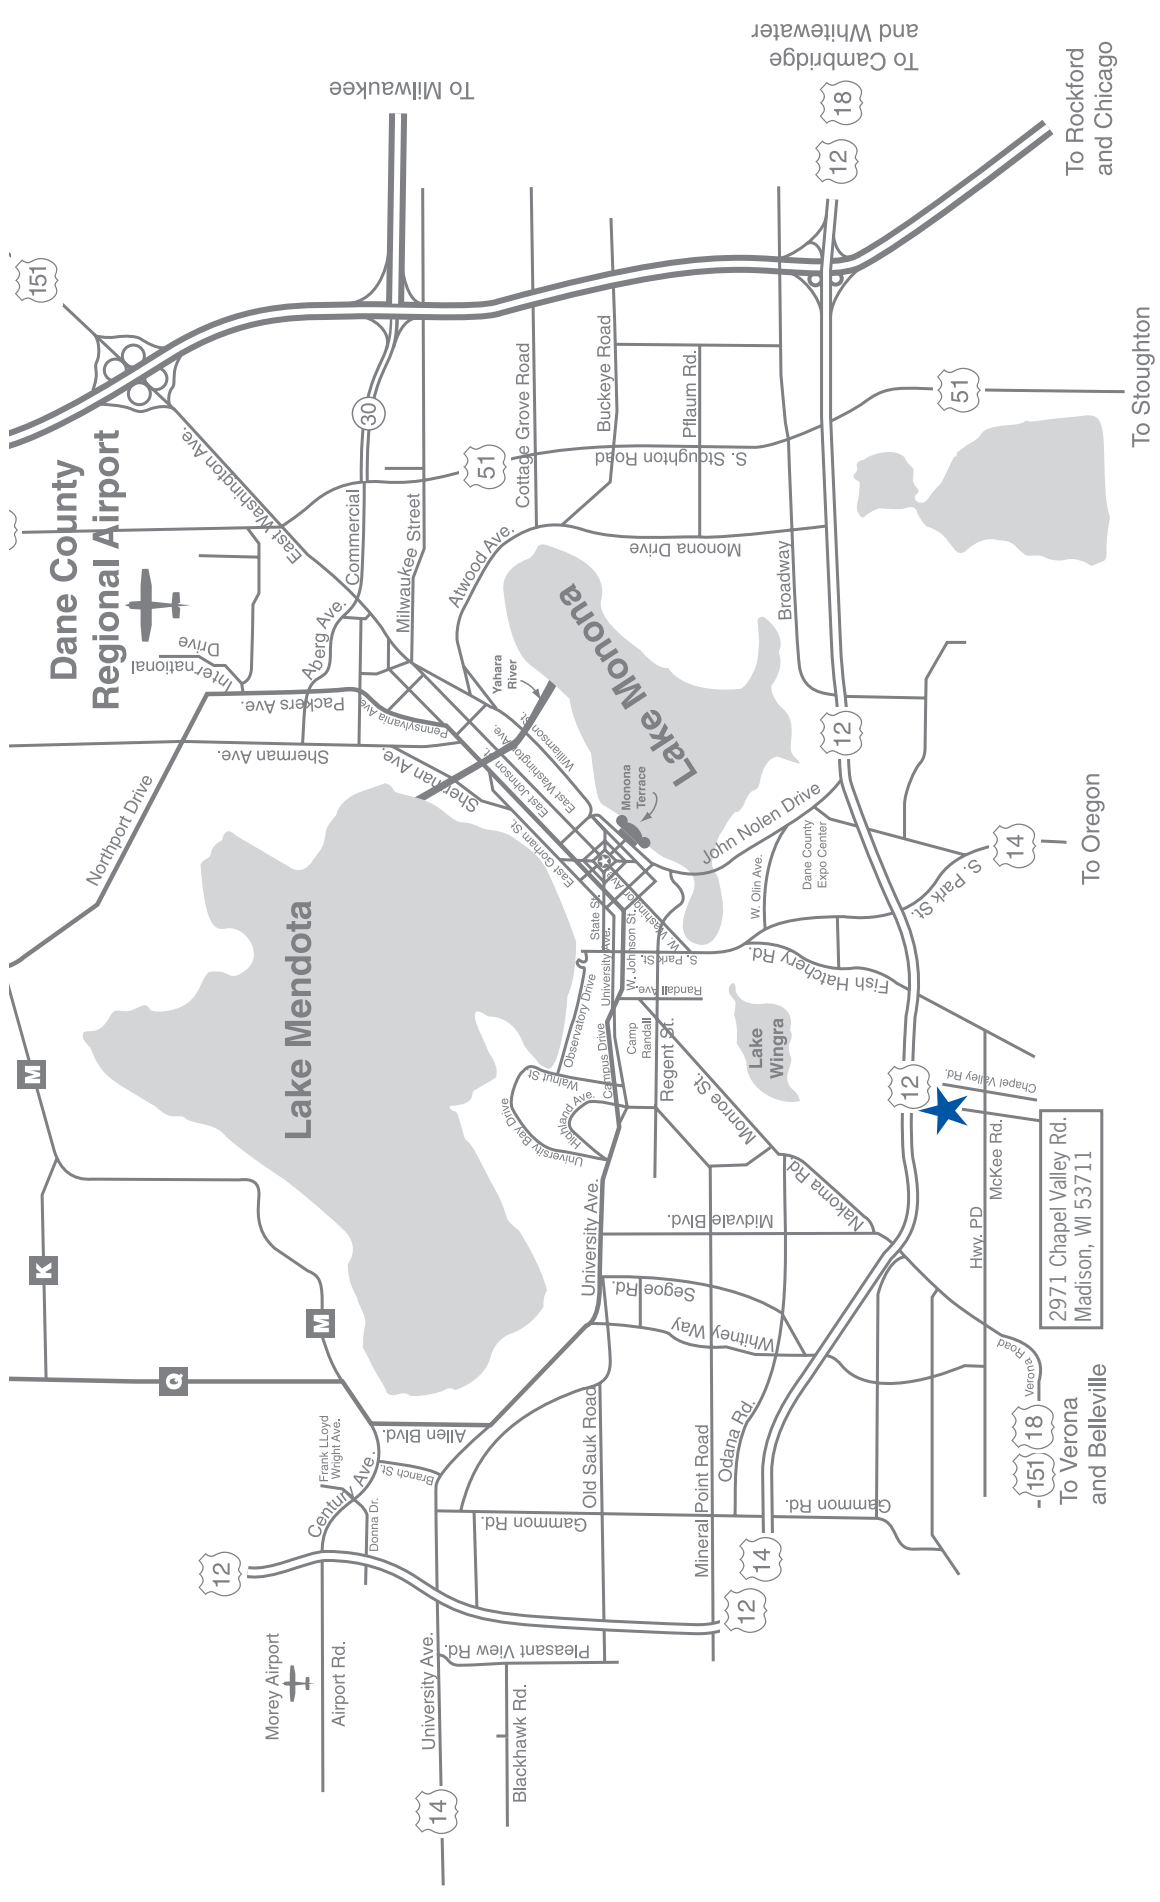 151
Dane County
Regional Airport
To Milwaukee
To Cambridge
and Whitewater
18
12
To Rockford
and Chicago
30
51
Cottage Grove Road
Buckeye Road
Pflaum Rd.
S. Stoughton Road
51
To Stoughton
East Washington Ave.
Commercial
Milwaukee Street
Atwood Ave.
Monona Drive
Broadway
International
Drive
Aberg Ave.
Packers Ave.
Pennsylvania Ave.
Sherman Ave.
Sherman Ave.
Northport Drive
Yahara
River
Lake Monona
Williamson St.
East Washington Ave.
East Johnson St.
East Gorham St.
Monona
Terrace
John Nolen Drive
12
W. Olin Ave.
Dane County
Expo Center
S. Park St.
14
To Oregon
Lake Mendota
State St.
University Ave.
W. Johnson St.
W. Washington Ave.
S. Park St.
Randall Ave.
Fish Hatchery Rd.
Observatory Drive
Campus Drive
Camp
Randall
Regent St.
Lake
Wingra
Walnut St
Highland Ave.
University Bay Drive
Monroe St.
Nakoma Rd.
12
Chapel Valley Rd.
McKee Rd.
Hwy. PD
2971 Chapel Valley Rd.
Madison, WI 53711
M
K
M
Q
University Ave.
Midvale Blvd.
Segoe Rd.
Whitney Way
Verona Road
18
151
To Verona
and Belleville
Allen Blvd.
Branch St.
Frank LLoyd
Wright Ave.
Century Ave.
Donna Dr.
Old Sauk Road
Mineral Point Road
Odana Rd.
Gammon Rd.
Gammon Rd.
14
12
12
Morey Airport
Airport Rd.
University Ave.
Pleasant View Rd.
Blackhawk Rd.
14